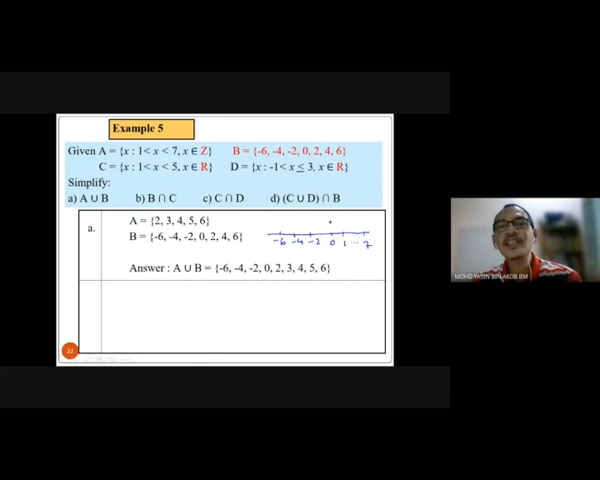 Example 5
Given A = {x : 1< x < 7, x ∈ Z} B = {-6, -4, -2, 0, 2, 4, 6}
C = {x : 1< x < 5, x ∈ R} D = {x : -1< x ≤ 3, x ∈ R}
Simplify:
a) A ∪ B b) B ∩ C c) C ∩ D d) (C ∪ D) ∩ B
a.
A = {2, 3, 4, 5, 6}
B = {-6, -4, -2, 0, 2, 4, 6}
-6 -4 -2 0 1 ... 7
Answer : A ∪ B = {-6, -4, -2, 0, 2, 3, 4, 5, 6}
22
MOHD YASIN BIN AKOB BM